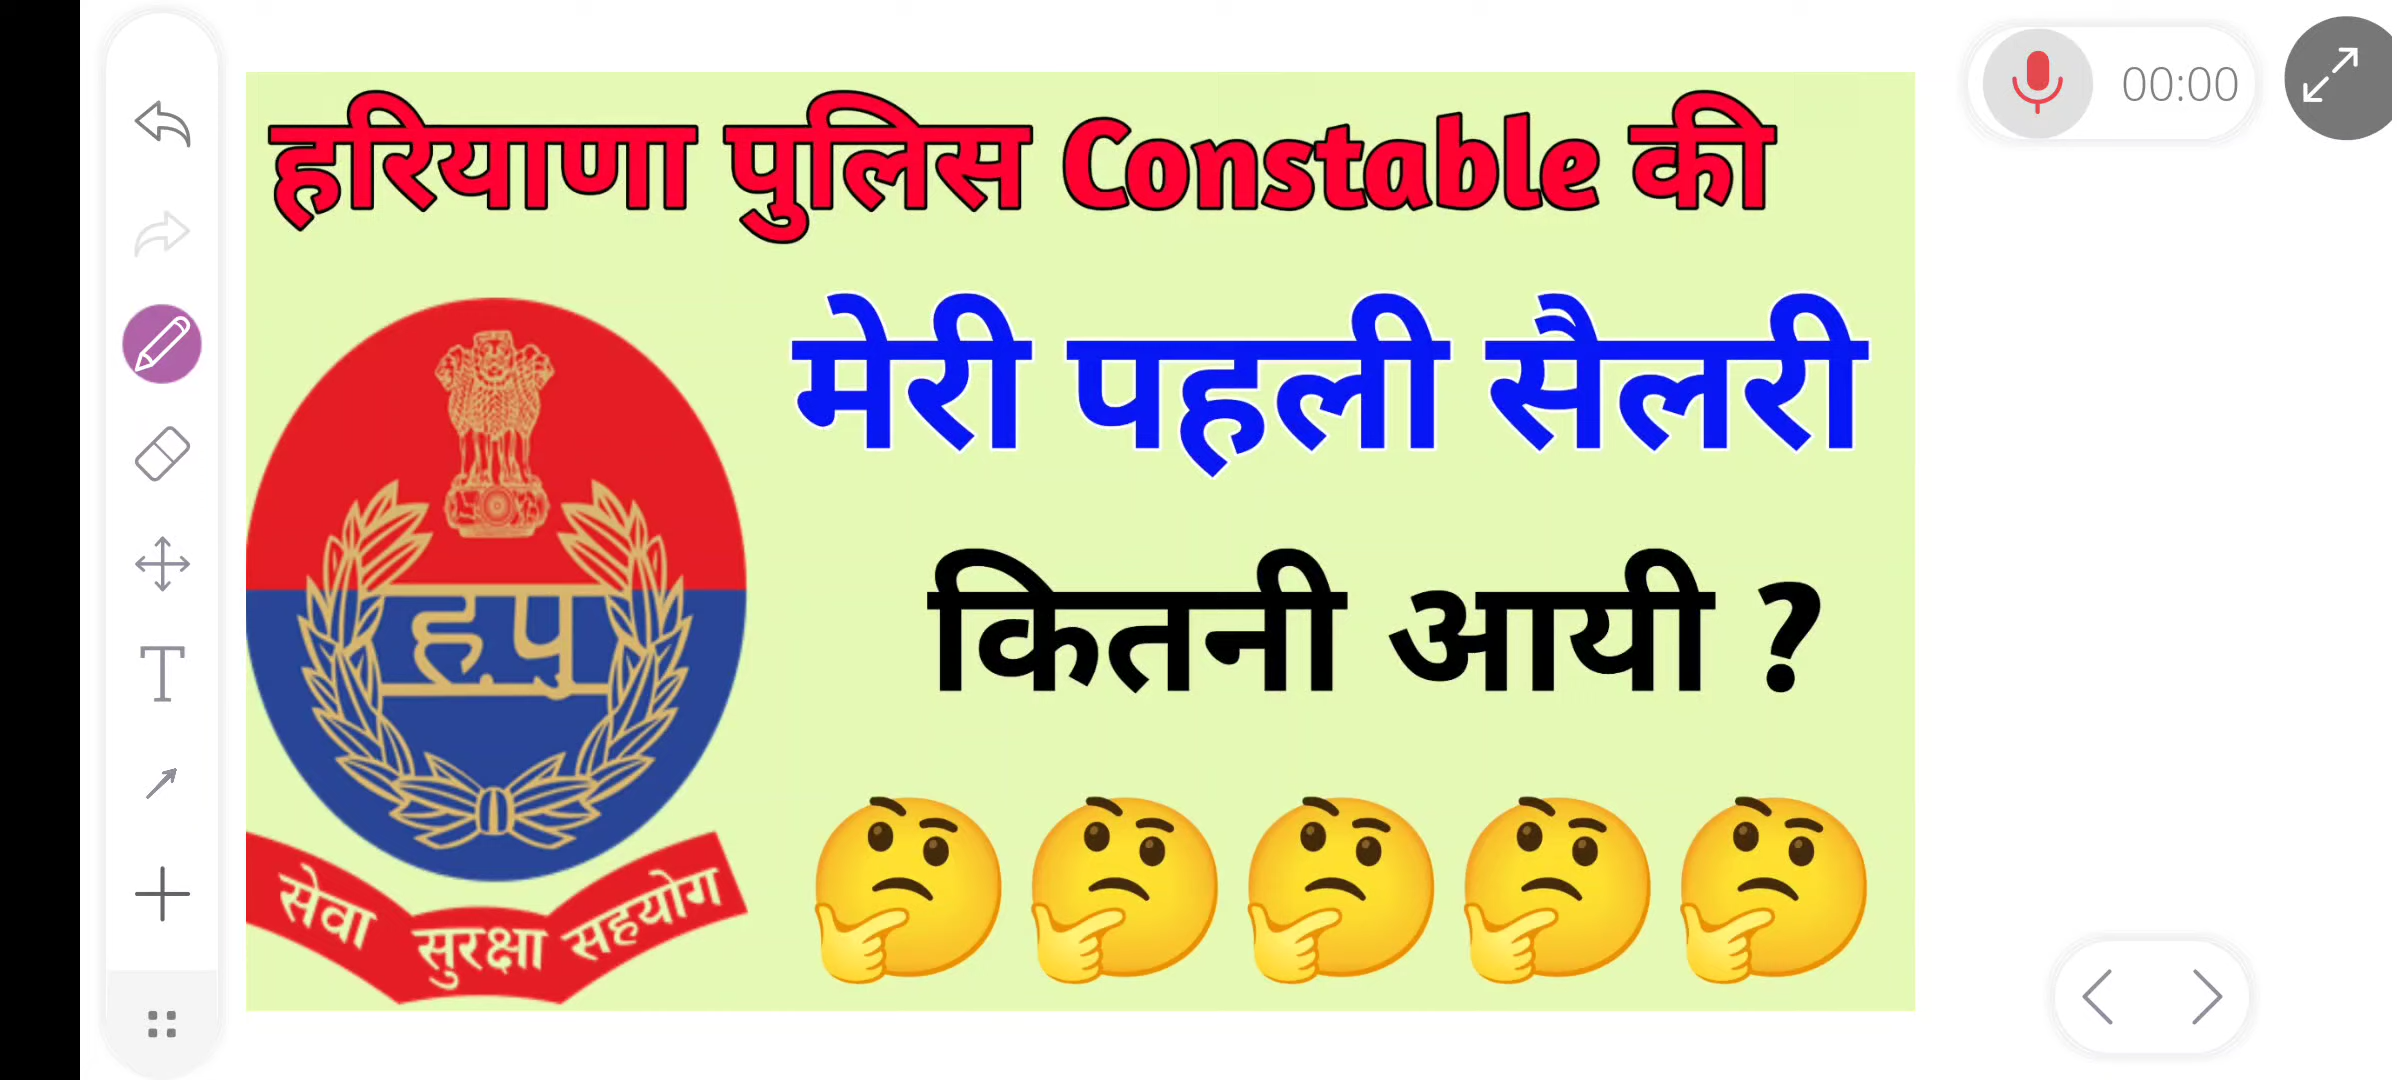 हरियाणा पुलिस Constable की
मेरी पहली सैलरी
कितनी आयी ?
ह.पु
सेवा सुरक्षा सहयोग
00:00
T